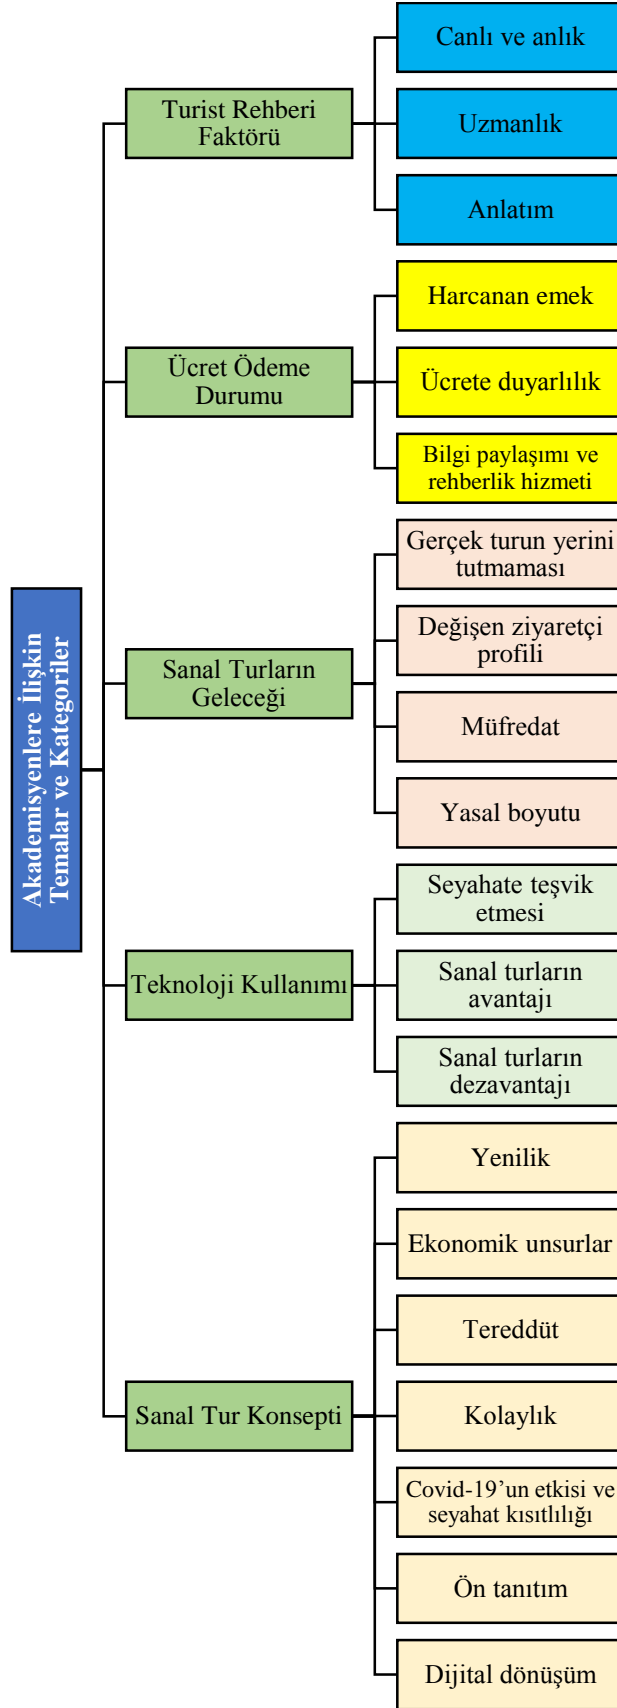 Akademisyenlere İlişkin
Temalar ve Kategoriler
Turist Rehberi
Faktörü
Canlı ve anlık
Uzmanlık
Anlatım
Ücret Ödeme
Durumu
Harcanan emek
Ücrete duyarlılık
Bilgi paylaşımı ve
rehberlik hizmeti
Sanal Turların
Geleceği
Gerçek turun yerini
tutmaması
Değişen ziyaretçi
profili
Müfredat
Yasal boyutu
Teknoloji Kullanımı
Seyahate teşvik
etmesi
Sanal turların
avantajı
Sanal turların
dezavantajı
Sanal Tur Konsepti
Yenilik
Ekonomik unsurlar
Tereddüt
Kolaylık
Covid-19’un etkisi ve
seyahat kısıtlılığı
Ön tanıtım
Dijital dönüşüm